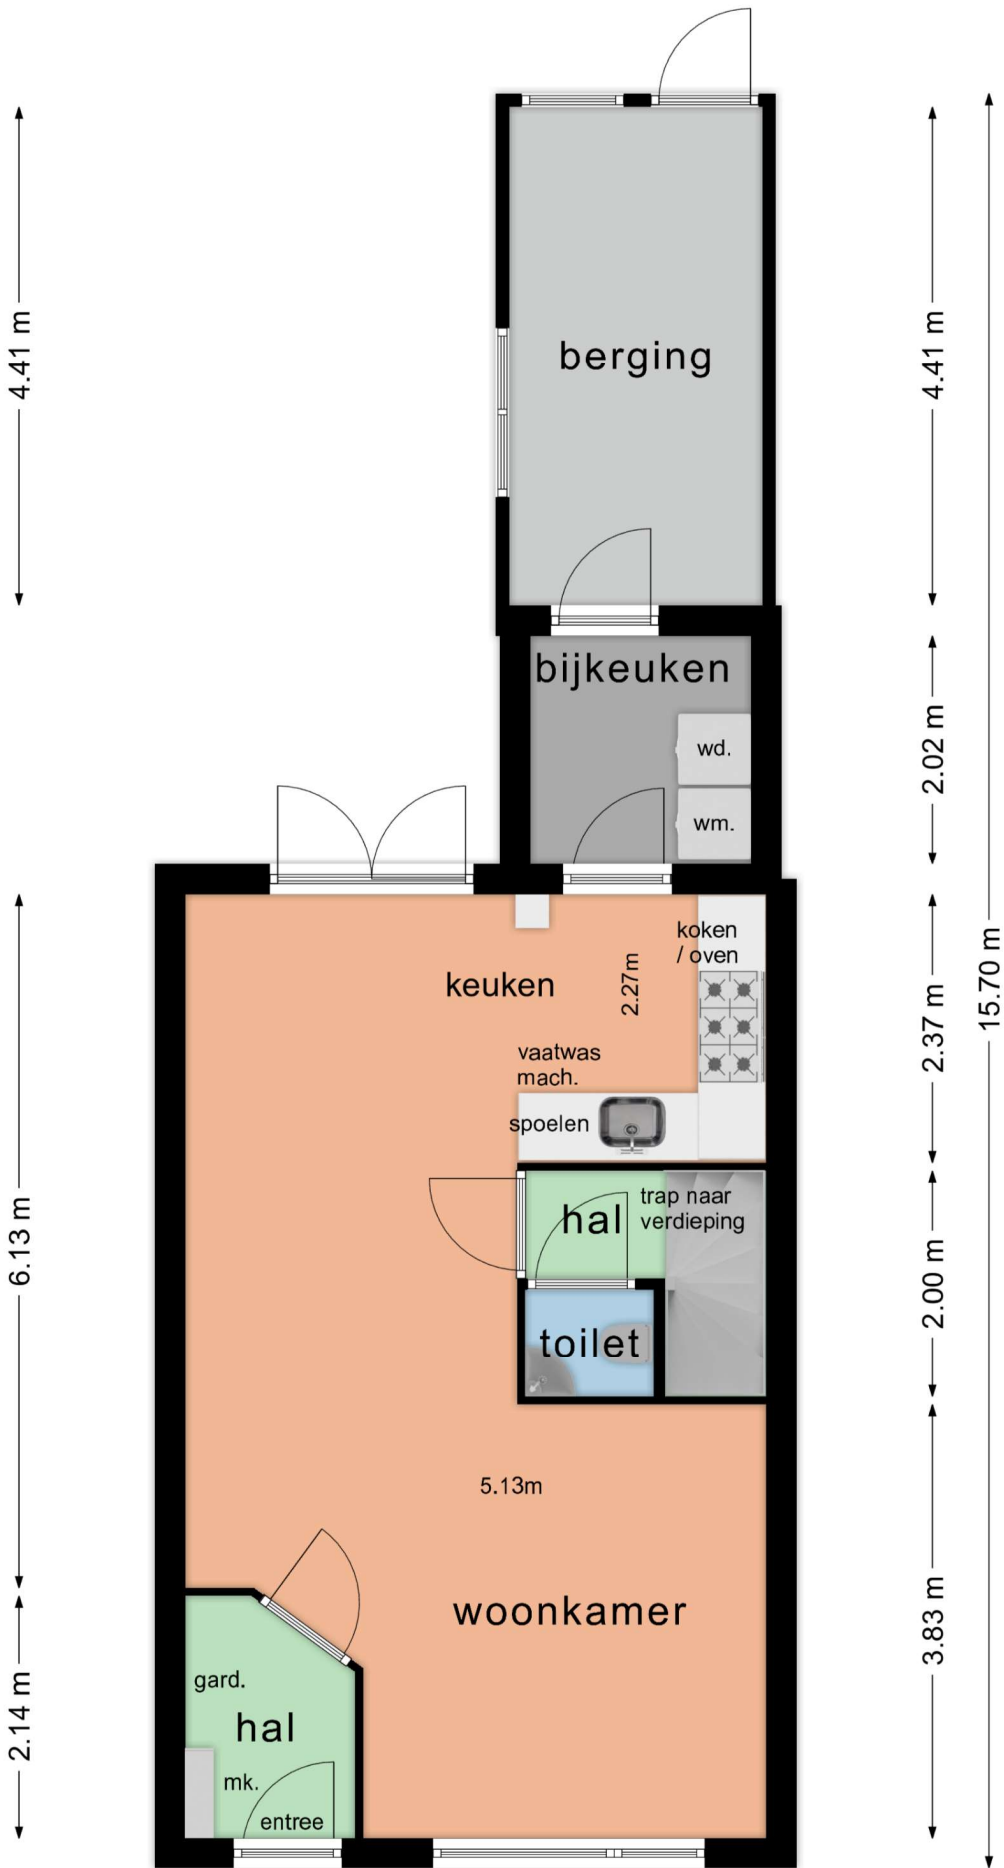 4.41 m
berging
4.41 m
bijkeuken
wd.
wm.
2.02 m
15.70 m
koken
/ oven
keuken
2.27m
2.37 m
vaatwas
mach.
spoelen
6.13 m
hal
trap naar
verdieping
2.00 m
toilet
5.13m
woonkamer
3.83 m
gard.
hal
2.14 m
mk.
entree